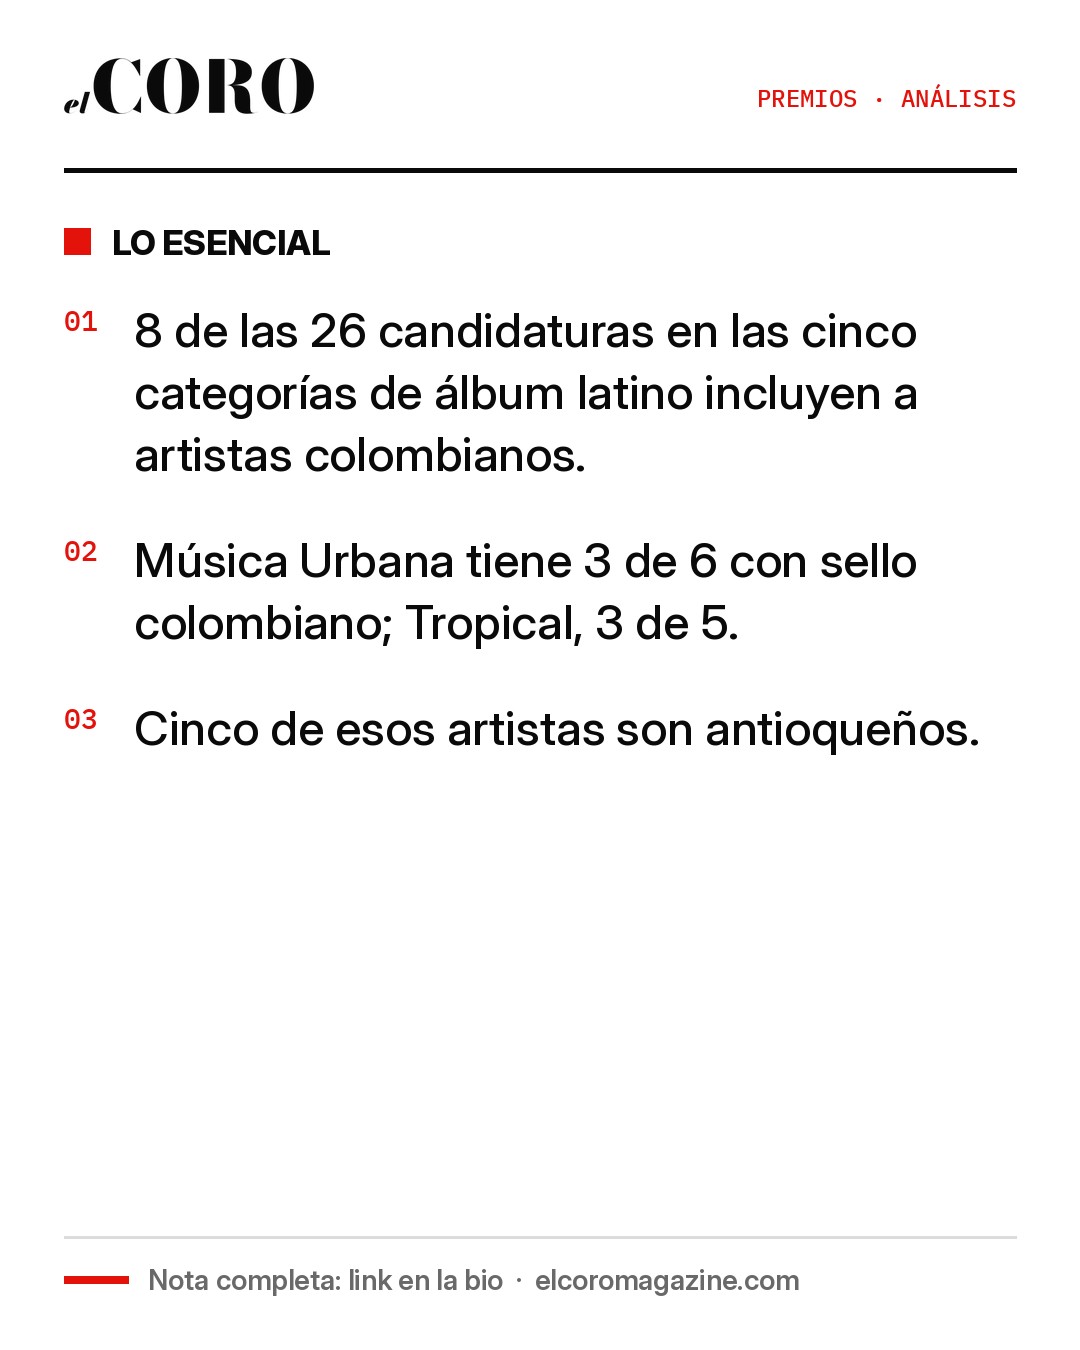 el CORO
PREMIOS · ANÁLISIS
LO ESENCIAL
01 8 de las 26 candidaturas en las cinco
categorías de álbum latino incluyen a
artistas colombianos.
02 Música Urbana tiene 3 de 6 con sello
colombiano; Tropical, 3 de 5.
03 Cinco de esos artistas son antioqueños.
Nota completa: link en la bio · elcoromagazine.com